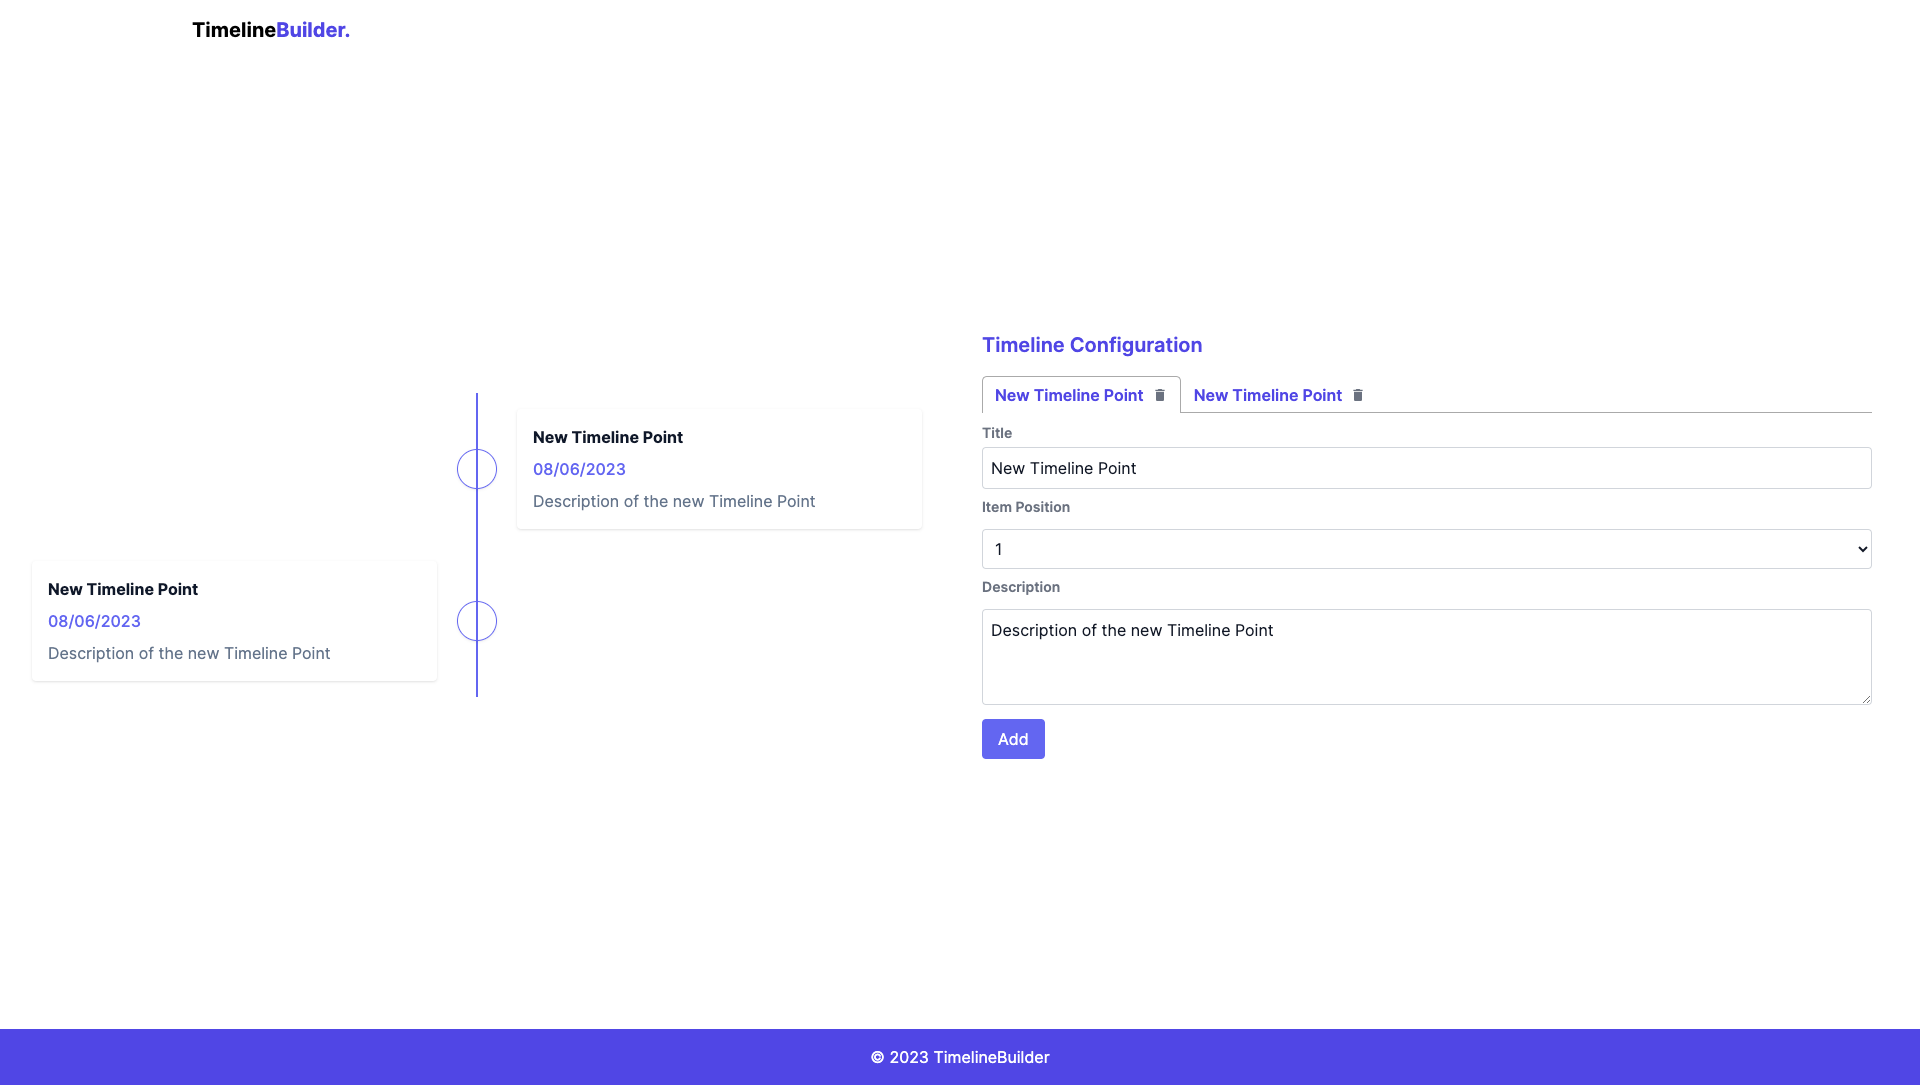 TimelineBuilder.
New Timeline Point
08/06/2023
Description of the new Timeline Point
New Timeline Point
08/06/2023
Description of the new Timeline Point
Timeline Configuration
New Timeline Point New Timeline Point
Title
New Timeline Point
Item Position
1
Description
Description of the new Timeline Point
Add
© 2023 TimelineBuilder